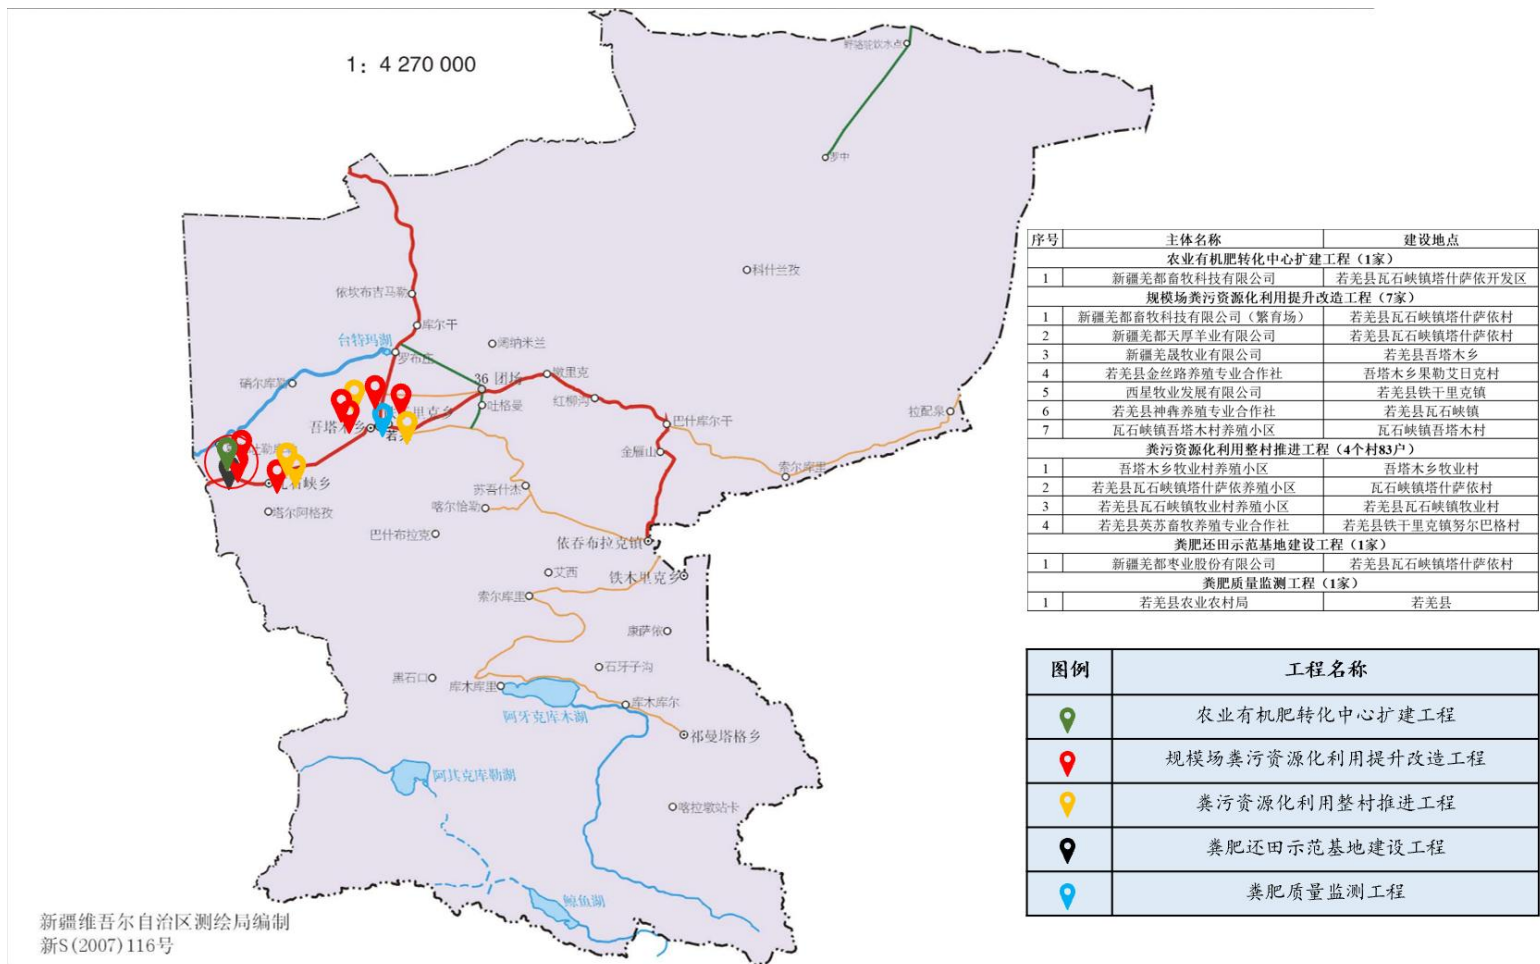 1：4 270 000
野骆驼饮水点
罗中
科什兰孜
依坎布吉马勒
库尔干
台特玛湖
罗布庄
阔纳米兰
硝尔库勒
36 团场
墩里克
吐格曼
红柳沟
巴什库尔干
拉配泉
吾塔木乡
金雁山
索尔库里
瓦石峡乡
塔尔阿格孜
苏吾什杰
喀尔恰勒
巴什布拉克
依吞布拉克镇
艾西
铁木里克乡
索尔库里
康萨依
石牙子沟
黑石口
库木库里
阿牙克库木湖
库木库尔
祁曼塔格乡
阿其克库勒湖
喀拉墩站卡
鲸鱼湖
新疆维吾尔自治区测绘局编制
新S(2007)116号
序号 主体名称 建设地点
农业有机肥转化中心扩建工程（1家）
1 新疆羌都畜牧科技有限公司 若羌县瓦石峡镇塔什萨依开发区
规模场粪污资源化利用提升改造工程（7家）
1 新疆羌都畜牧科技有限公司（繁育场） 若羌县瓦石峡镇塔什萨依村
2 新疆羌都天厚羊业有限公司 若羌县瓦石峡镇塔什萨依村
3 新疆羌晟牧业有限公司 若羌县吾塔木乡
4 若羌县金丝路养殖专业合作社 吾塔木乡果勒艾日克村
5 西星牧业发展有限公司 若羌县铁干里克镇
6 若羌县神犇养殖专业合作社 若羌县瓦石峡镇
7 瓦石峡镇吾塔木村养殖小区 瓦石峡镇吾塔木村
粪污资源化利用整村推进工程（4个村83户）
1 吾塔木乡牧业村养殖小区 吾塔木乡牧业村
2 若羌县瓦石峡镇塔什萨依养殖小区 瓦石峡镇塔什萨依村
3 若羌县瓦石峡镇牧业村养殖小区 若羌县瓦石峡镇牧业村
4 若羌县英苏畜牧养殖专业合作社 若羌县铁干里克镇努尔巴格村
粪肥还田示范基地建设工程（1家）
1 新疆羌都枣业股份有限公司 若羌县瓦石峡镇塔什萨依村
粪肥质量监测工程（1家）
1 若羌县农业农村局 若羌县
图例 工程名称
农业有机肥转化中心扩建工程
规模场粪污资源化利用提升改造工程
粪污资源化利用整村推进工程
粪肥还田示范基地建设工程
粪肥质量监测工程